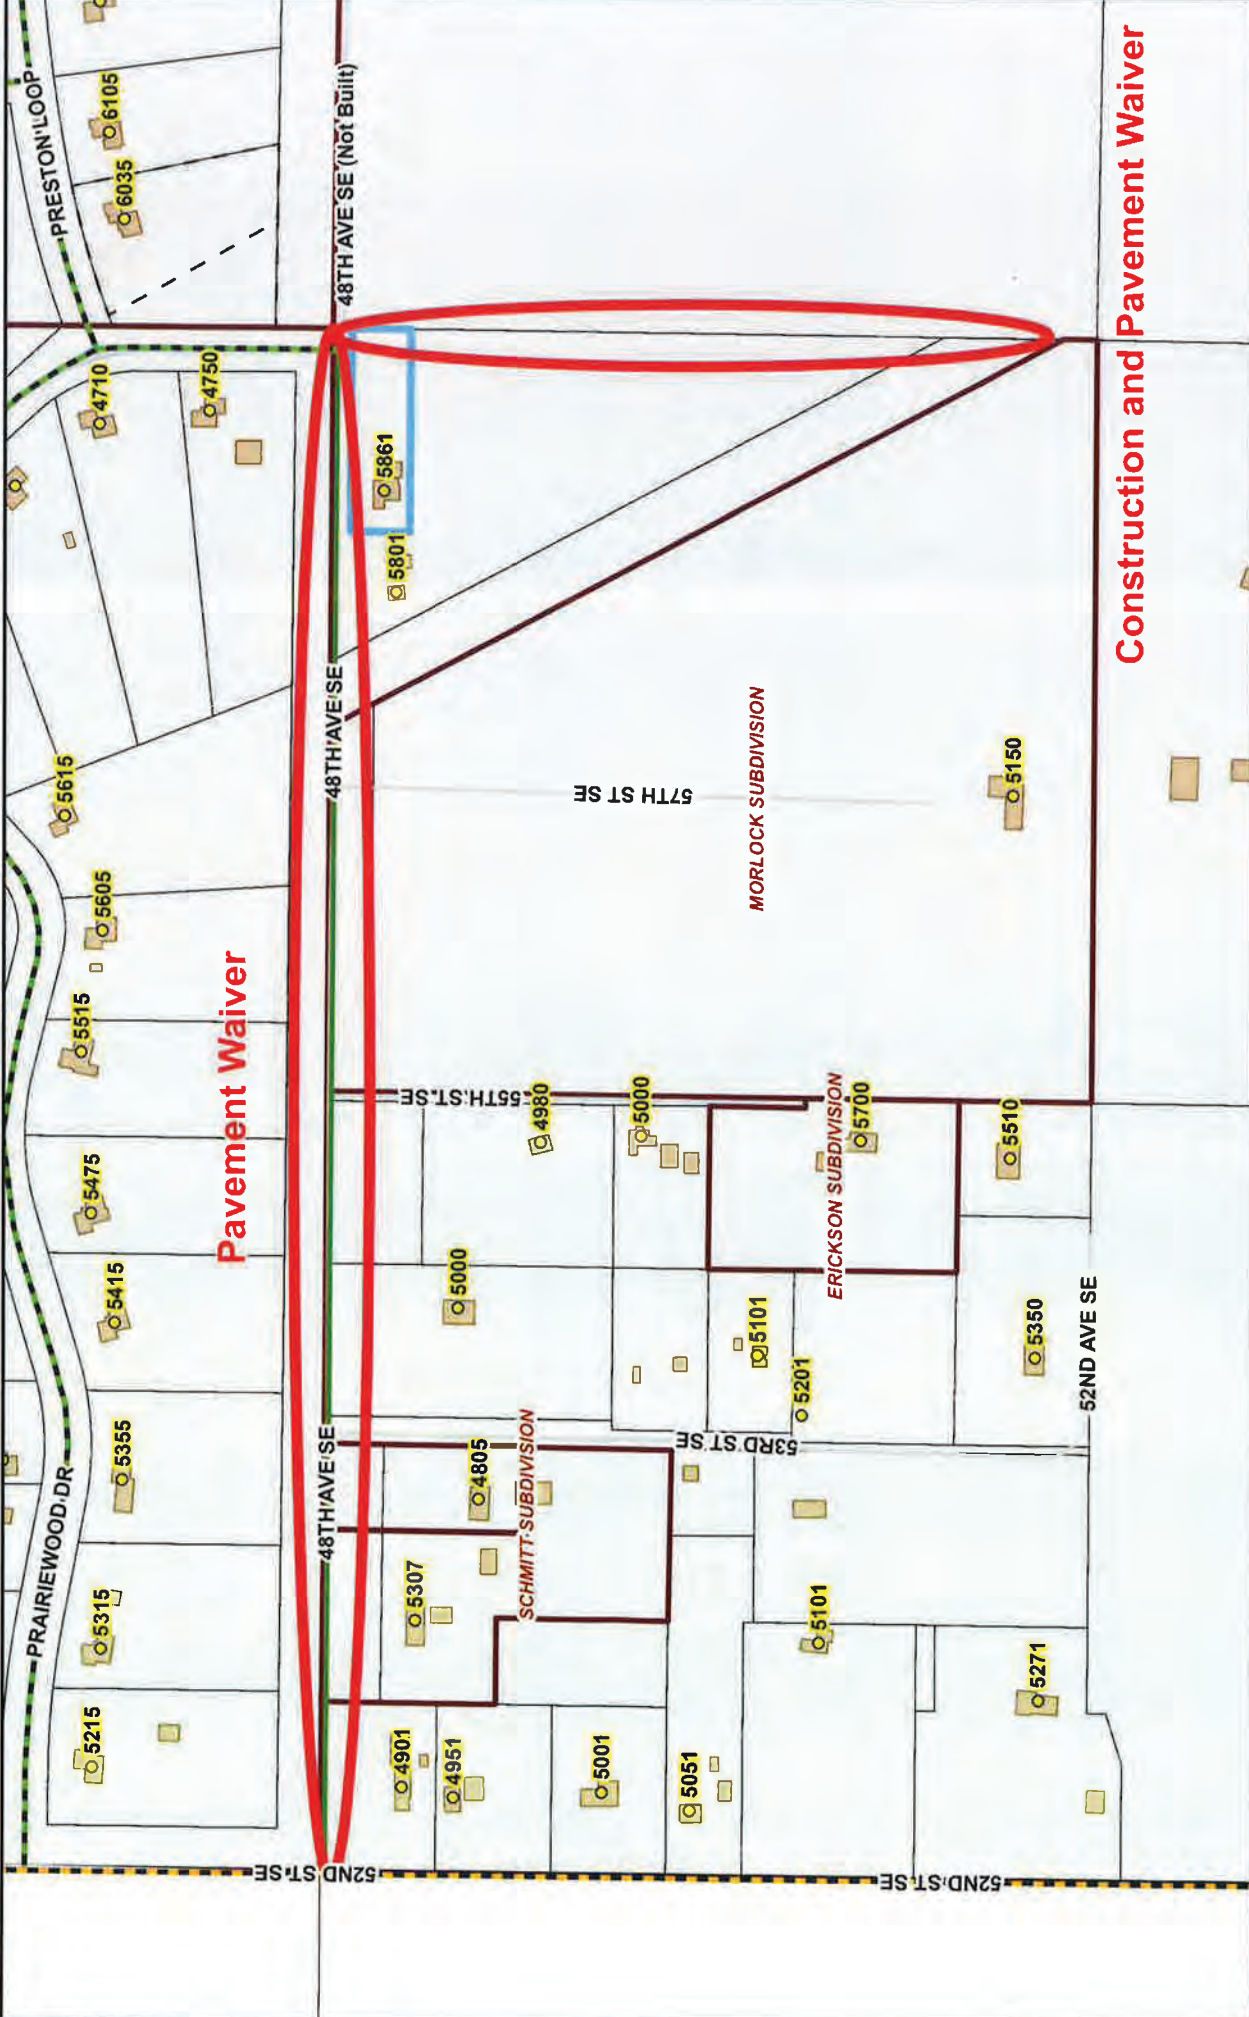 PRESTON LOOP
6105
6035
48TH AVE SE (Not Built)
4710
4750
5861
5801
5615
5605
5515
5475
5415
5355
5315
5215
PRAIRIEWOOD DR
Pavement Waiver
48TH AVE SE
48TH AVE SE
57TH ST SE
MORLOCK SUBDIVISION
5150
Construction and Pavement Waiver
55TH ST SE
4980
5000
5700
ERICKSON SUBDIVISION
5510
5000
5101
5201
5350
52ND AVE SE
53RD ST SE
4805
SCHMITT SUBDIVISION
5307
5101
5271
4901
4951
5001
5051
52ND ST SE
52ND ST SE